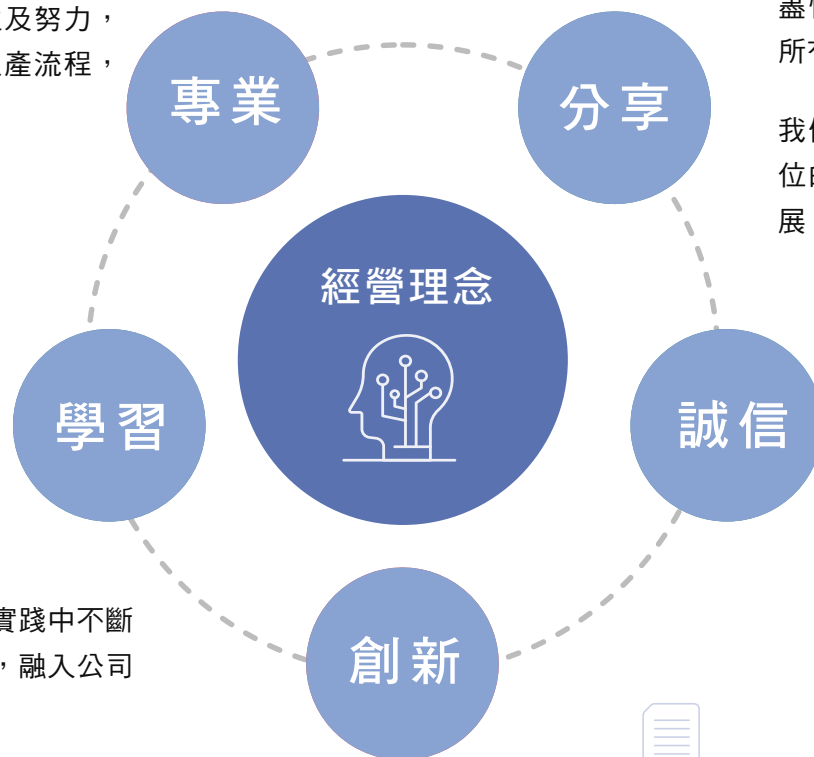 及努力，
產流程，
專業
分享
所
我
展
經營理念
學習
誠信
實踐中不斷
，融入公司
創新